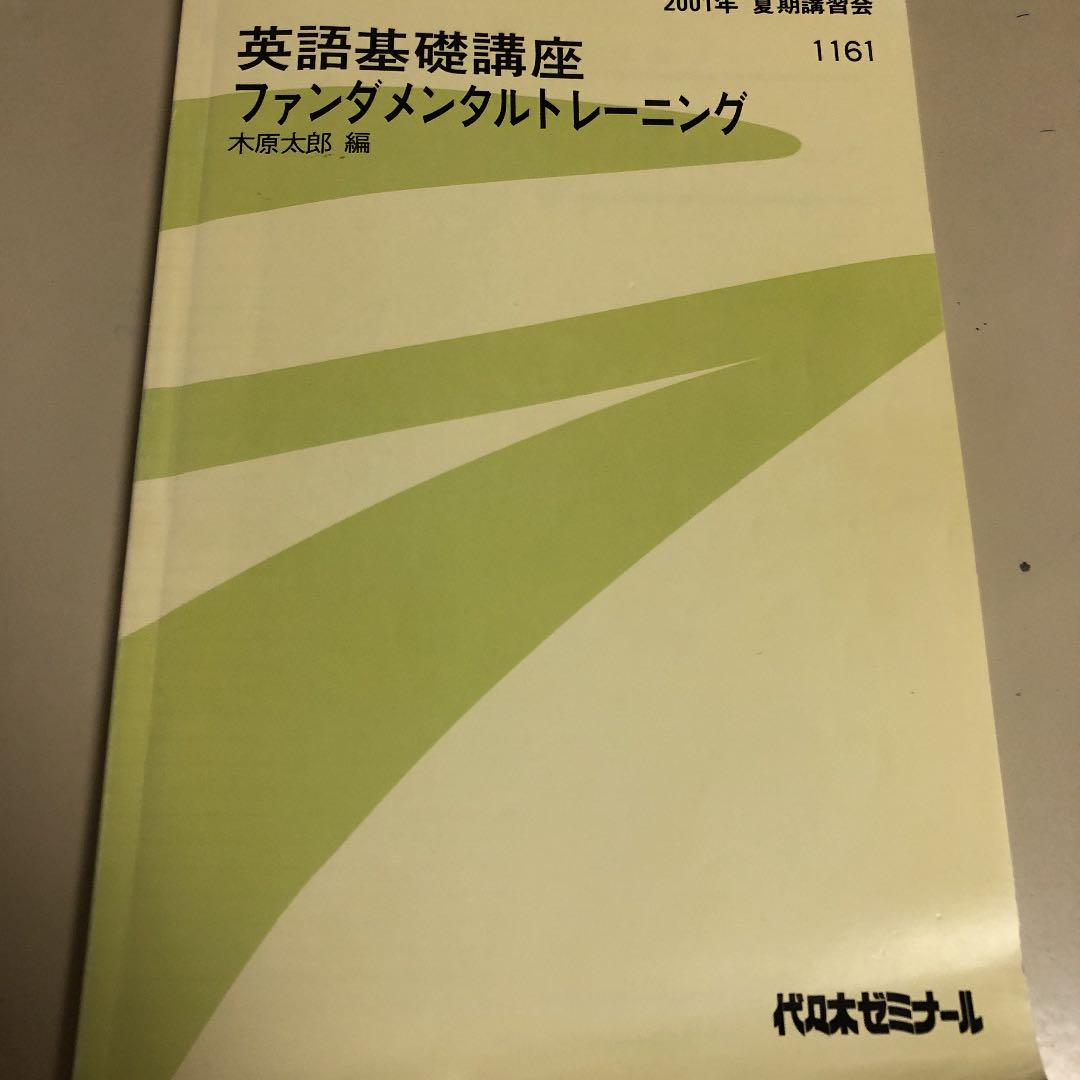 2001年 夏期講習会
英語基礎講座
1161
ファンダメンタルトレーニング
木原太郎 編
代々木ゼミナール